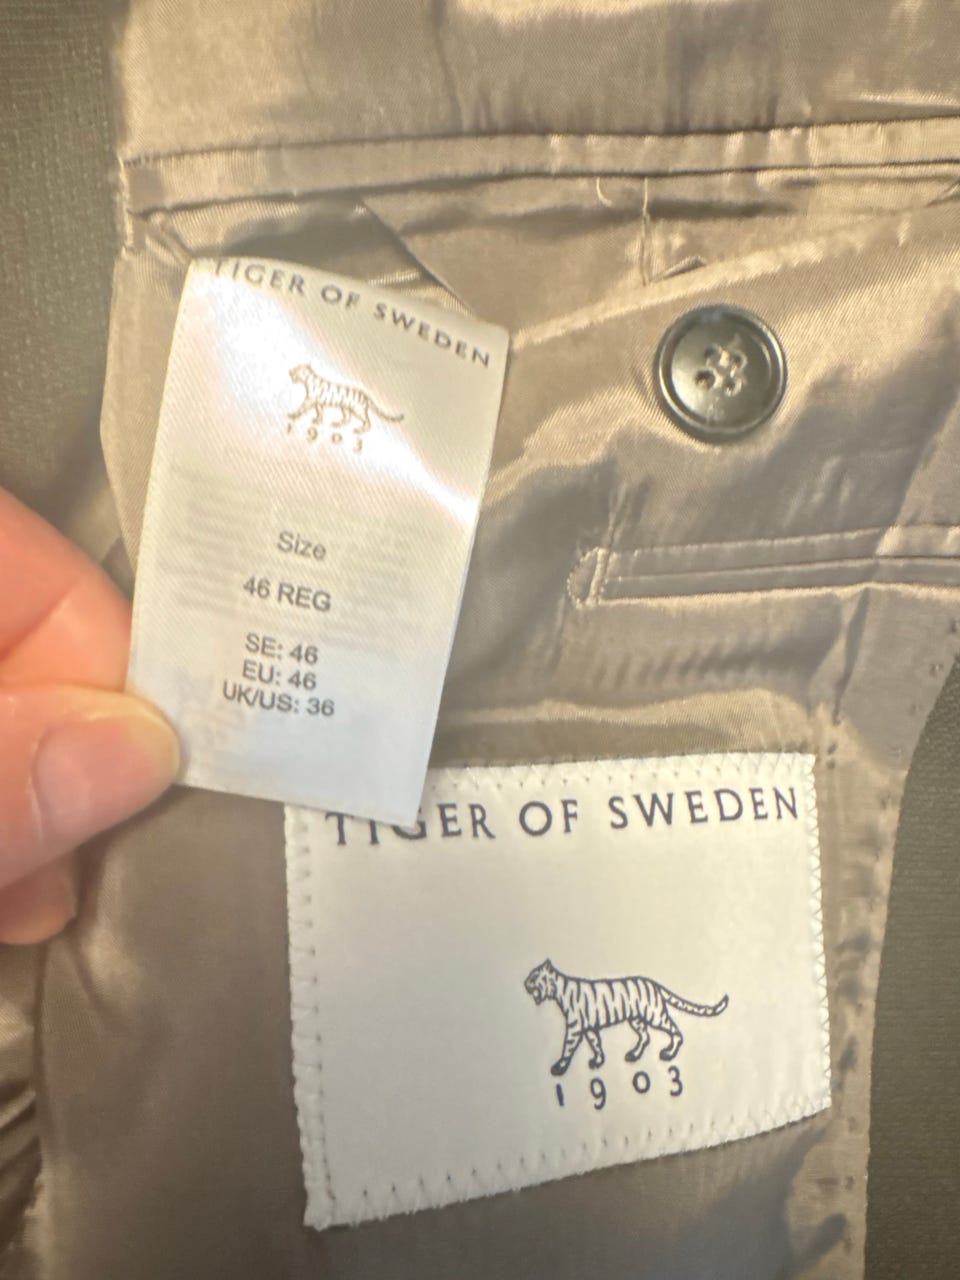 TIGER OF SWEDEN
1903
Size
46 REG
SE: 46
EU: 46
UK/US: 36
TIGER OF SWEDEN
1903